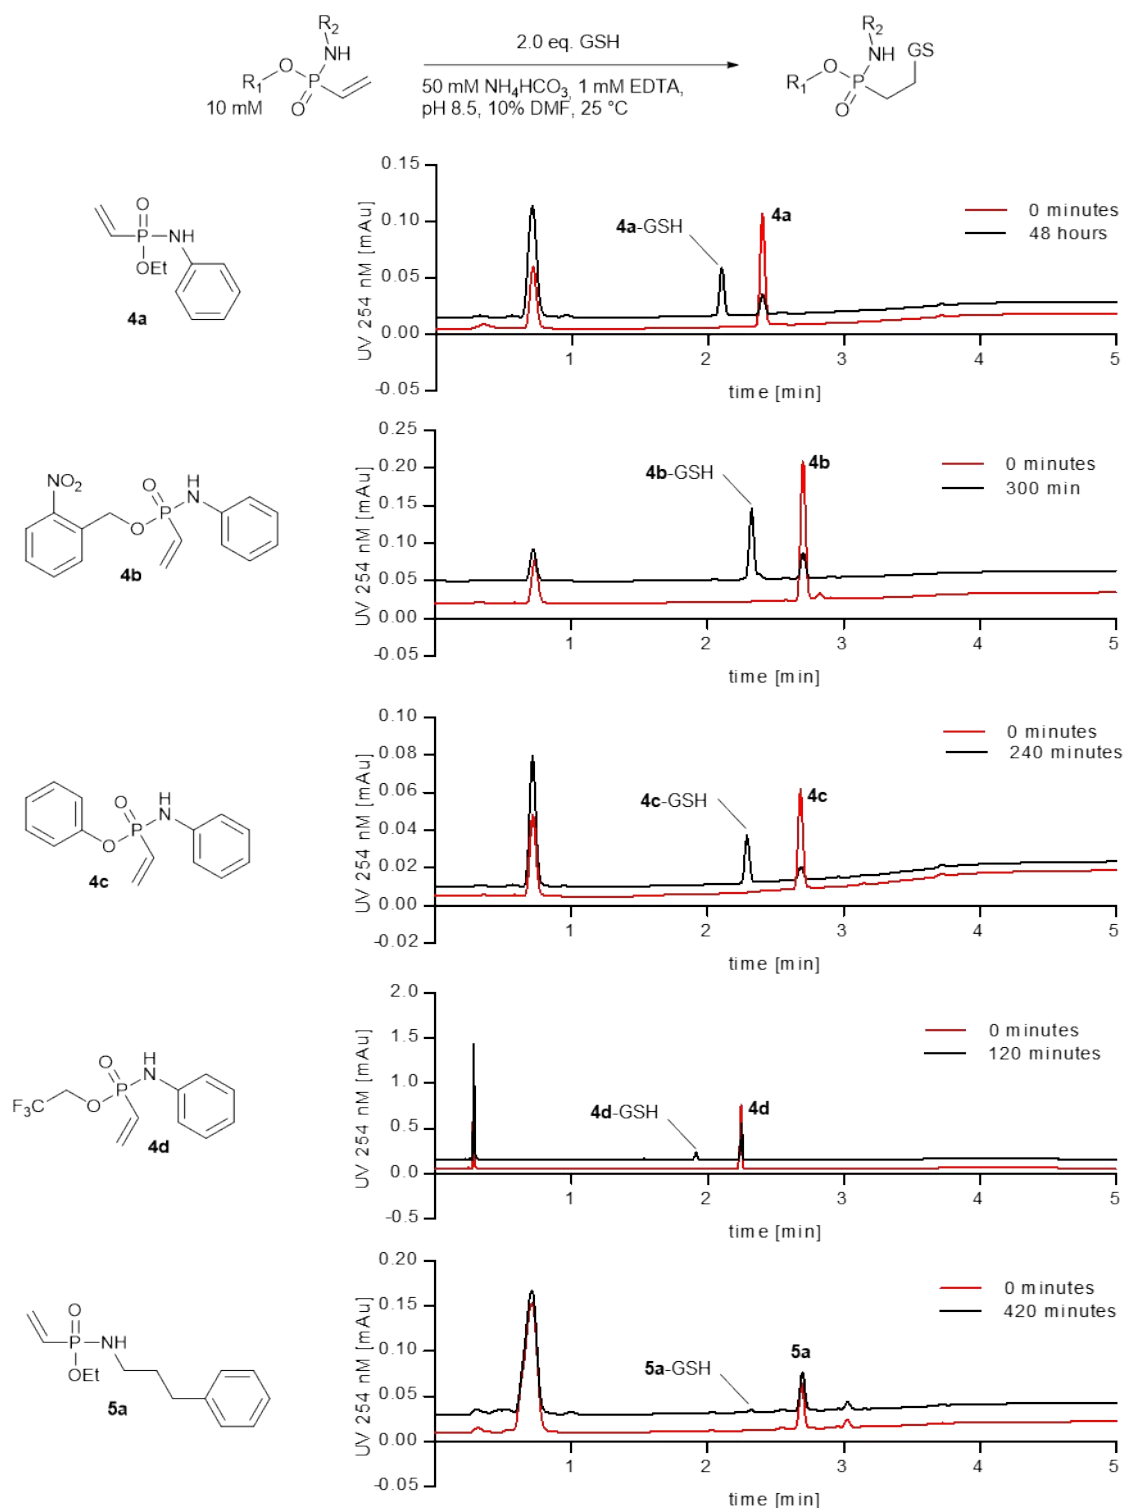 R₂
NH
GS
R₁
O
P
O
10 mM
2.0 eq. GSH
50 mM NH₄HCO₃, 1 mM EDTA,
pH 8.5, 10% DMF, 25 °C
R₂
NH
R₁
O
P
O
O
P
NH
OEt
4a
UV 254 nM [mAu]
0.15
0.10
0.05
0.00
-0.05
4a-GSH
4a
0 minutes
48 hours
1 2 3 4 5
time [min]
NO₂
O
P
H
N
O
4b
UV 254 nM [mAu]
0.25
0.20
0.15
0.10
0.05
0.00
-0.05
4b-GSH
4b
0 minutes
300 min
1 2 3 4 5
time [min]
O
P
H
N
O
4c
UV 254 nM [mAu]
0.10
0.08
0.06
0.04
0.02
0.00
-0.02
4c-GSH
4c
0 minutes
240 minutes
1 2 3 4 5
time [min]
F₃C
O
P
H
N
O
4d
UV 254 nM [mAu]
2.0
1.5
1.0
0.5
0.0
-0.5
4d-GSH
4d
0 minutes
120 minutes
1 2 3 4 5
time [min]
O
P
NH
OEt
5a
UV 254 nM [mAu]
0.20
0.15
0.10
0.05
0.00
-0.05
5a-GSH
5a
0 minutes
420 minutes
1 2 3 4 5
time [min]